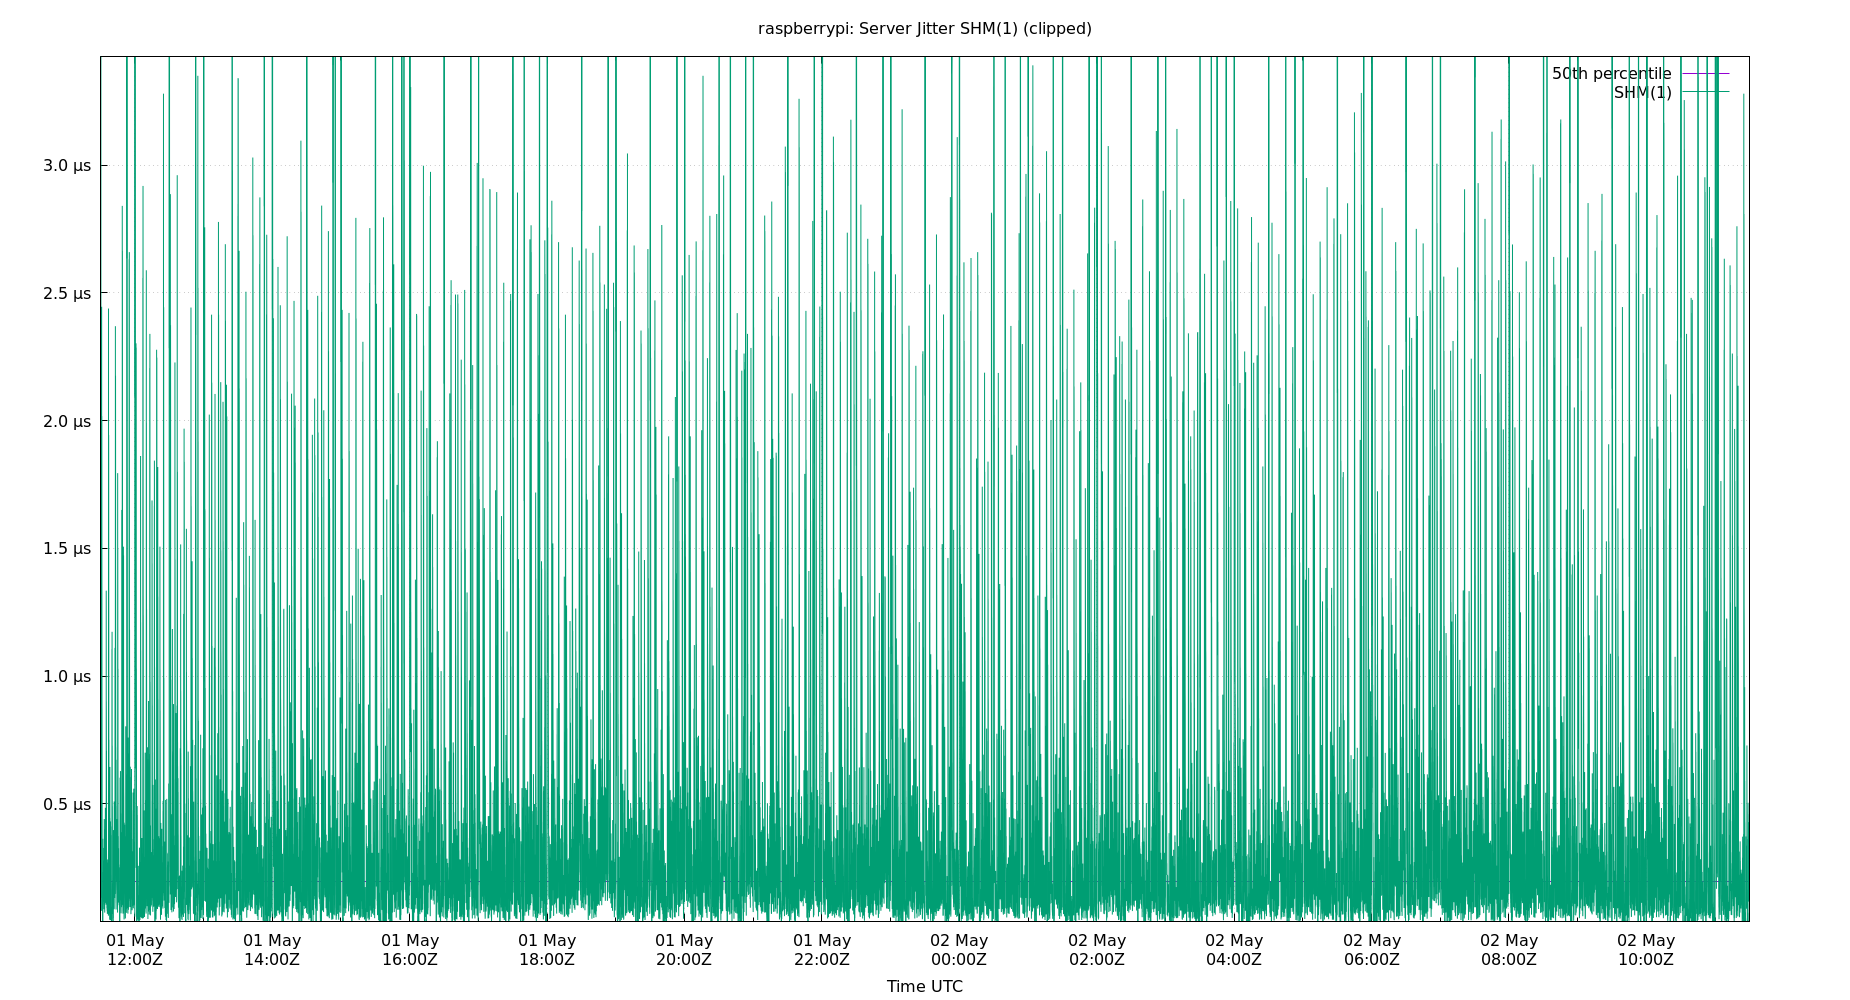 raspberrypi: Server Jitter SHM(1) (clipped)
50th percentile
SHM(1)
3.0 µs
2.5 µs
2.0 µs
1.5 µs
1.0 µs
0.5 µs
01 May 01 May 01 May 01 May 01 May 01 May 02 May 02 May 02 May 02 May 02 May 02 May
12:00Z 14:00Z 16:00Z 18:00Z 20:00Z 22:00Z 00:00Z 02:00Z 04:00Z 06:00Z 08:00Z 10:00Z
Time UTC